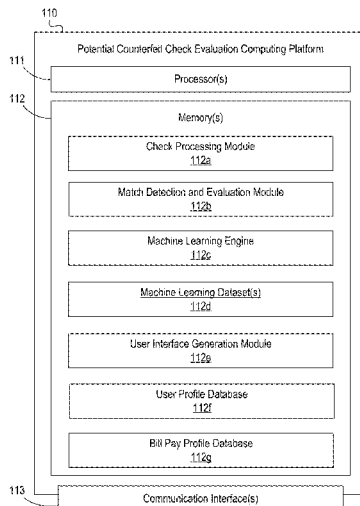 110
Potential Counterfeit Check Evaluation Computing Platform
111
Processor(s)
112
Memory(s)
Check Processing Module
112a
Match Detection and Evaluation Module
112b
Machine Learning Engine
112c
Machine Learning Dataset(s)
112d
User Interface Generation Module
112e
User Profile Database
112f
Bill Pay Profile Database
112g
113
Communication Interface(s)